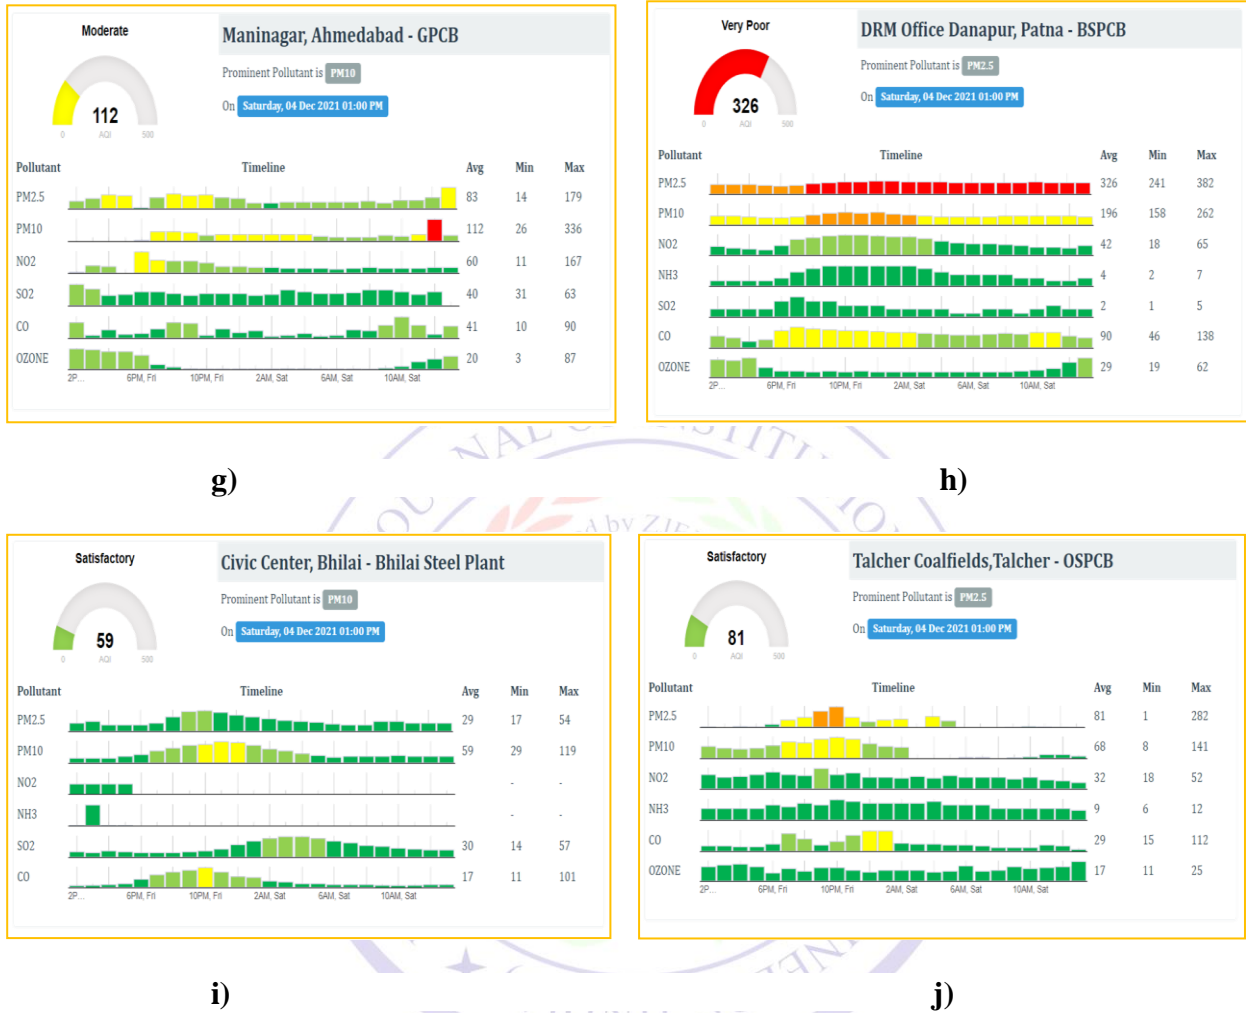 Moderate
Maninagar, Ahmedabad - GPCB
Prominent Pollutant is PM10
On Saturday, 04 Dec 2021 01:00 PM
112
0 AQI 500
Pollutant Timeline Avg Min Max
PM2.5 83 14 179
PM10 112 26 336
NO2 60 11 167
SO2 40 31 63
CO 41 10 90
OZONE 20 3 87
2P... 6PM, Fri 10PM, Fri 2AM, Sat 6AM, Sat 10AM, Sat
g)
Very Poor
DRM Office Danapur, Patna - BSPCB
Prominent Pollutant is PM2.5
On Saturday, 04 Dec 2021 01:00 PM
326
0 AQI 500
Pollutant Timeline Avg Min Max
PM2.5 326 241 382
PM10 196 158 262
NO2 42 18 65
NH3 4 2 7
SO2 2 1 5
CO 90 46 138
OZONE 29 19 62
2P... 6PM, Fri 10PM, Fri 2AM, Sat 6AM, Sat 10AM, Sat
h)
Satisfactory
Civic Center, Bhilai - Bhilai Steel Plant
Prominent Pollutant is PM10
On Saturday, 04 Dec 2021 01:00 PM
59
0 AQI 500
Pollutant Timeline Avg Min Max
PM2.5 29 17 54
PM10 59 29 119
NO2 - -
NH3 - -
SO2 30 14 57
CO 17 11 101
2P... 6PM, Fri 10PM, Fri 2AM, Sat 6AM, Sat 10AM, Sat
i)
Satisfactory
Talcher Coalfields,Talcher - OSPCB
Prominent Pollutant is PM2.5
On Saturday, 04 Dec 2021 01:00 PM
81
0 AQI 500
Pollutant Timeline Avg Min Max
PM2.5 81 1 282
PM10 68 8 141
NO2 32 18 52
NH3 9 6 12
CO 29 15 112
OZONE 17 11 25
2P... 6PM, Fri 10PM, Fri 2AM, Sat 6AM, Sat 10AM, Sat
j)